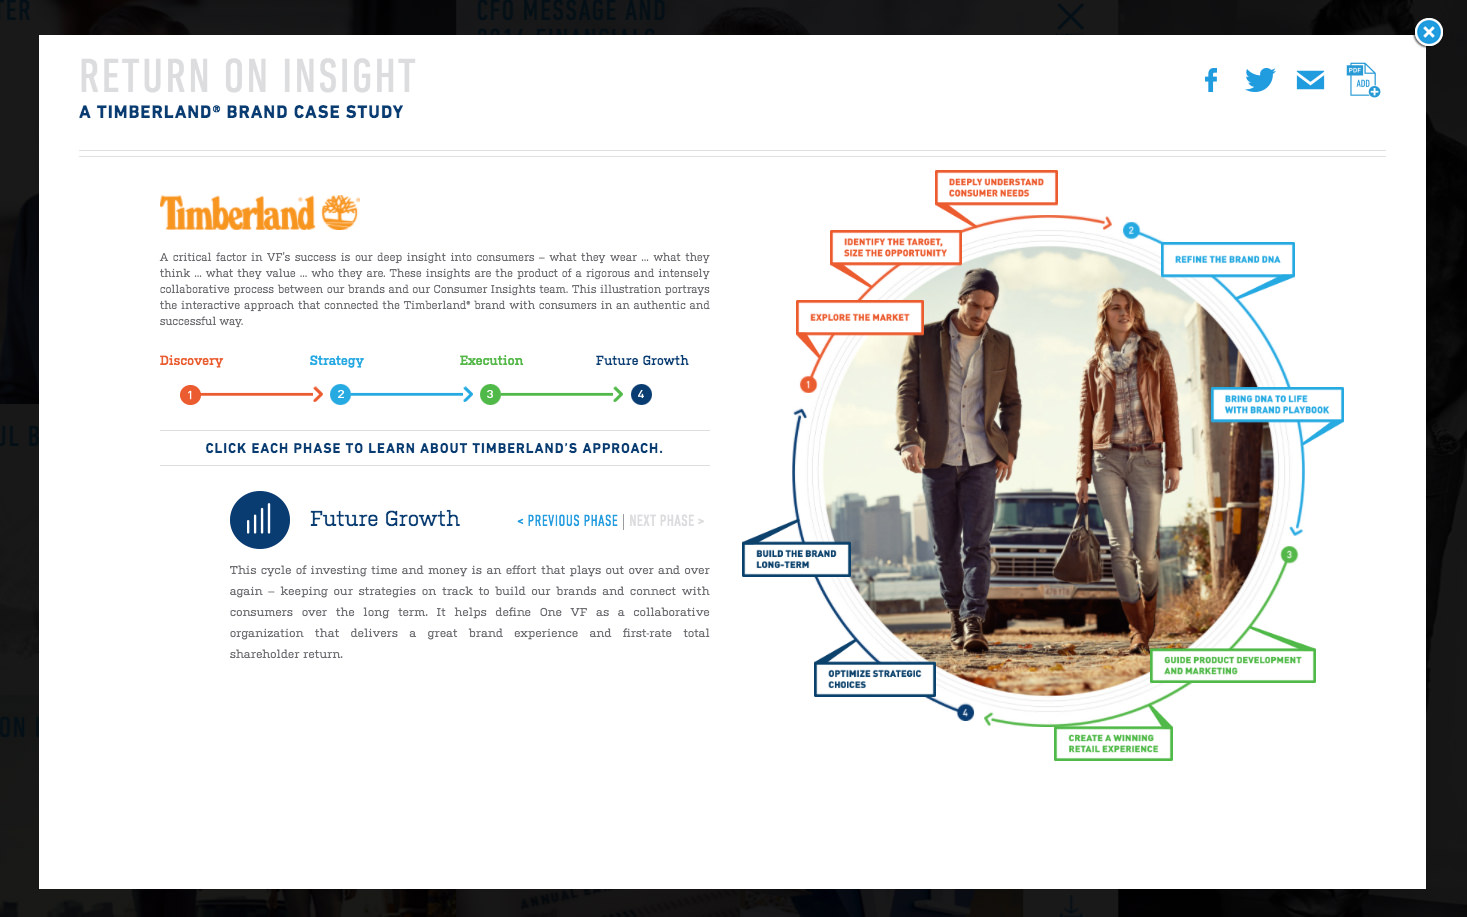 TER
CFO MESSAGE AND
2014 FINANCIALS
RETURN ON INSIGHT
A TIMBERLAND® BRAND CASE STUDY
PDF
ADD
Timberland®
A critical factor in VF's success is our deep insight into consumers – what they wear ... what they
think ... what they value ... who they are. These insights are the product of a rigorous and intensely
collaborative process between our brands and our Consumer Insights team. This illustration portrays
the interactive approach that connected the Timberland® brand with consumers in an authentic and
successful way.
Discovery Strategy Execution Future Growth
1 2 3 4
CLICK EACH PHASE TO LEARN ABOUT TIMBERLAND'S APPROACH.
Future Growth
< PREVIOUS PHASE | NEXT PHASE >
This cycle of investing time and money is an effort that plays out over and over
again – keeping our strategies on track to build our brands and connect with
consumers over the long term. It helps define One VF as a collaborative
organization that delivers a great brand experience and first-rate total
shareholder return.
DEEPLY UNDERSTAND
CONSUMER NEEDS
IDENTIFY THE TARGET,
SIZE THE OPPORTUNITY
EXPLORE THE MARKET
1
2
REFINE THE BRAND DNA
BRING DNA TO LIFE
WITH BRAND PLAYBOOK
3
GUIDE PRODUCT DEVELOPMENT
AND MARKETING
CREATE A WINNING
RETAIL EXPERIENCE
4
OPTIMIZE STRATEGIC
CHOICES
BUILD THE BRAND
LONG-TERM
UL B
ON
ANNUAL